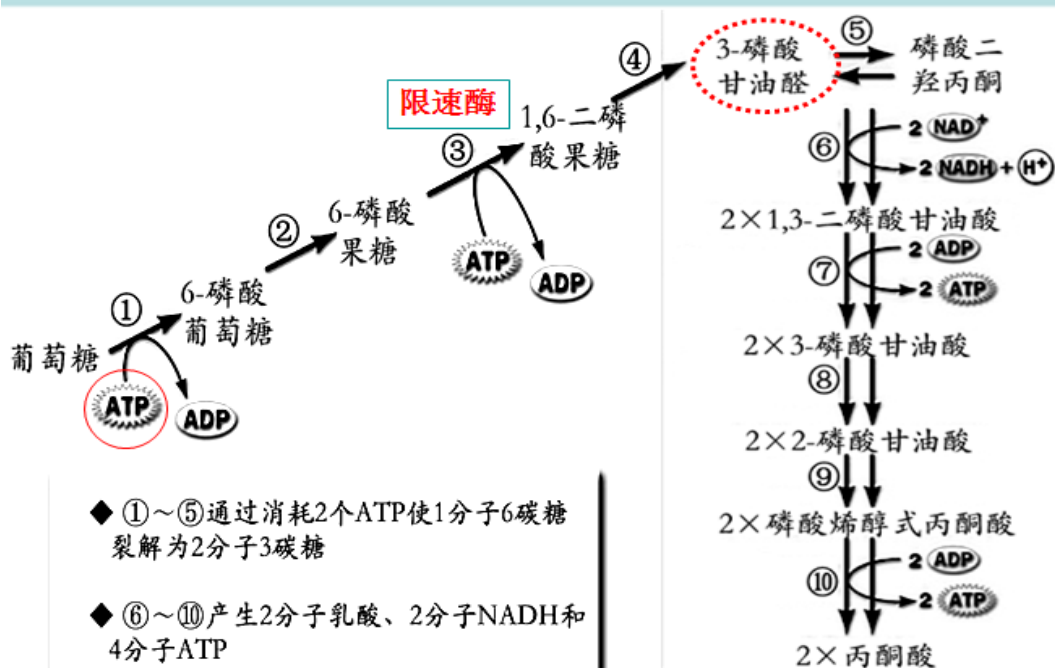 葡萄糖
①
ATP
ADP
6-磷酸
葡萄糖
②
6-磷酸
果糖
限速酶
③
ATP
ADP
1,6-二磷
酸果糖
④
3-磷酸
甘油醛
⑤
磷酸二
羟丙酮
⑥
2 NAD+
2 NADH + H+
2×1,3-二磷酸甘油酸
⑦
2 ADP
2 ATP
2×3-磷酸甘油酸
⑧
2×2-磷酸甘油酸
⑨
2×磷酸烯醇式丙酮酸
⑩
2 ADP
2 ATP
2×丙酮酸
◆ ①～⑤通过消耗2个ATP使1分子6碳糖
裂解为2分子3碳糖
◆ ⑥～⑩产生2分子乳酸、2分子NADH和
4分子ATP